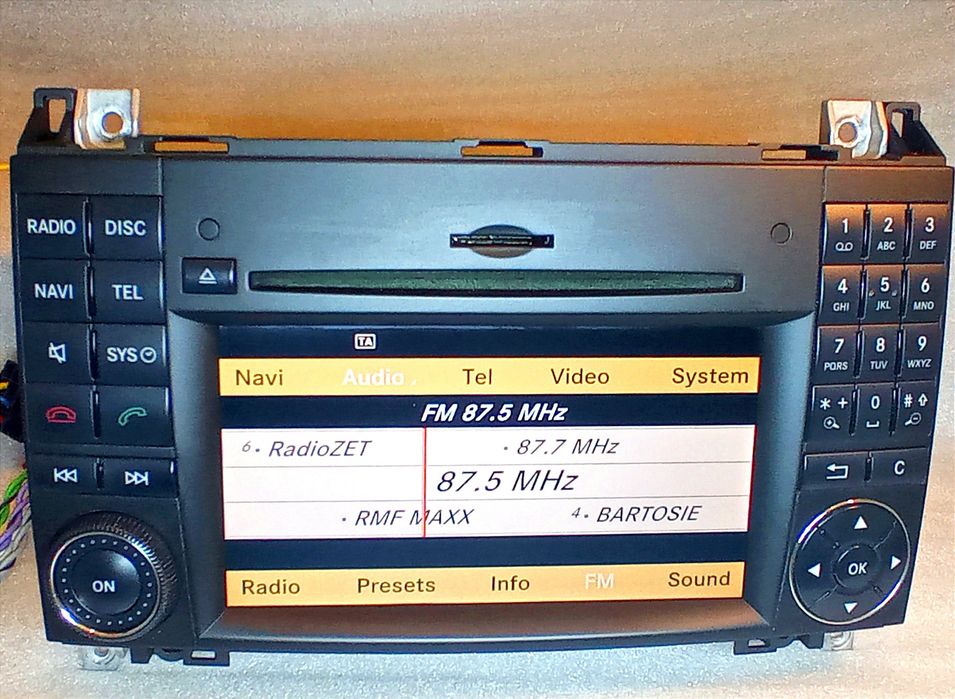 RADIO DISC
NAVI TEL
SYS
ON
TA
Navi Audio Tel Video System
FM 87.5 MHz
6 • RadioZET • 87.7 MHz
87.5 MHz
• RMF MAXX 4 • BARTOSIE
Radio Presets Info FM Sound
1 2 3
ABC DEF
4 5 6
GHI JKL MNO
7 8 9
PQRS TUV WXYZ
* + 0 #
C
OK